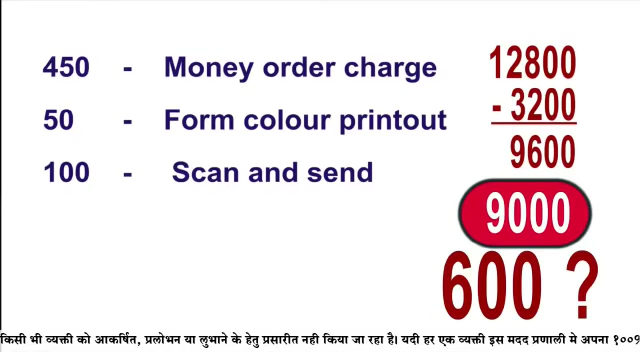 450 - Money order charge
50 - Form colour printout
100 - Scan and send
12800
- 3200
9600
9000
600 ?
किसी भी व्यक्ती को आकर्षित, प्रलोभन या लुभाने के हेतु प्रसारीत नही किया जा रहा है। यदी हर एक व्यक्ती इस मदद प्रणाली मे अपना १००१